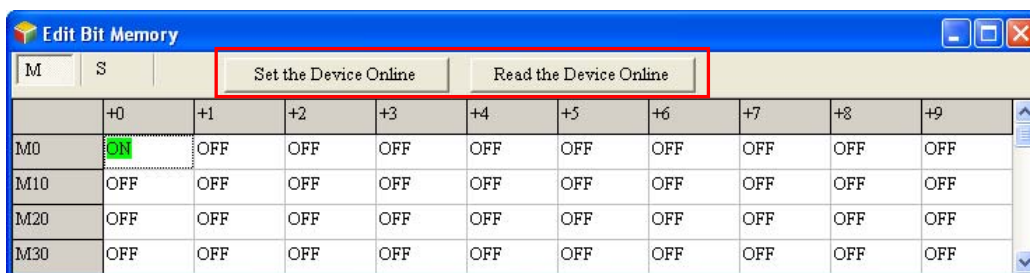 Edit Bit Memory
M S Set the Device Online Read the Device Online
+0 +1 +2 +3 +4 +5 +6 +7 +8 +9
M0 ON OFF OFF OFF OFF OFF OFF OFF OFF OFF
M10 OFF OFF OFF OFF OFF OFF OFF OFF OFF OFF
M20 OFF OFF OFF OFF OFF OFF OFF OFF OFF OFF
M30 OFF OFF OFF OFF OFF OFF OFF OFF OFF OFF